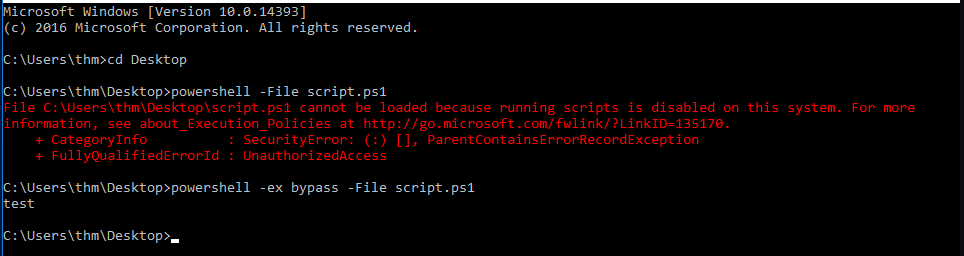 Microsoft Windows [Version 10.0.14393]
(c) 2016 Microsoft Corporation. All rights reserved.
C:\Users\thm>cd Desktop
C:\Users\thm\Desktop>powershell -File script.ps1
File C:\Users\thm\Desktop\script.ps1 cannot be loaded because running scripts is disabled on this system. For more
information, see about_Execution_Policies at http://go.microsoft.com/fwlink/?LinkID=135170.
    + CategoryInfo          : SecurityError: (:) [], ParentContainsErrorRecordException
    + FullyQualifiedErrorId : UnauthorizedAccess
C:\Users\thm\Desktop>powershell -ex bypass -File script.ps1
test
C:\Users\thm\Desktop>